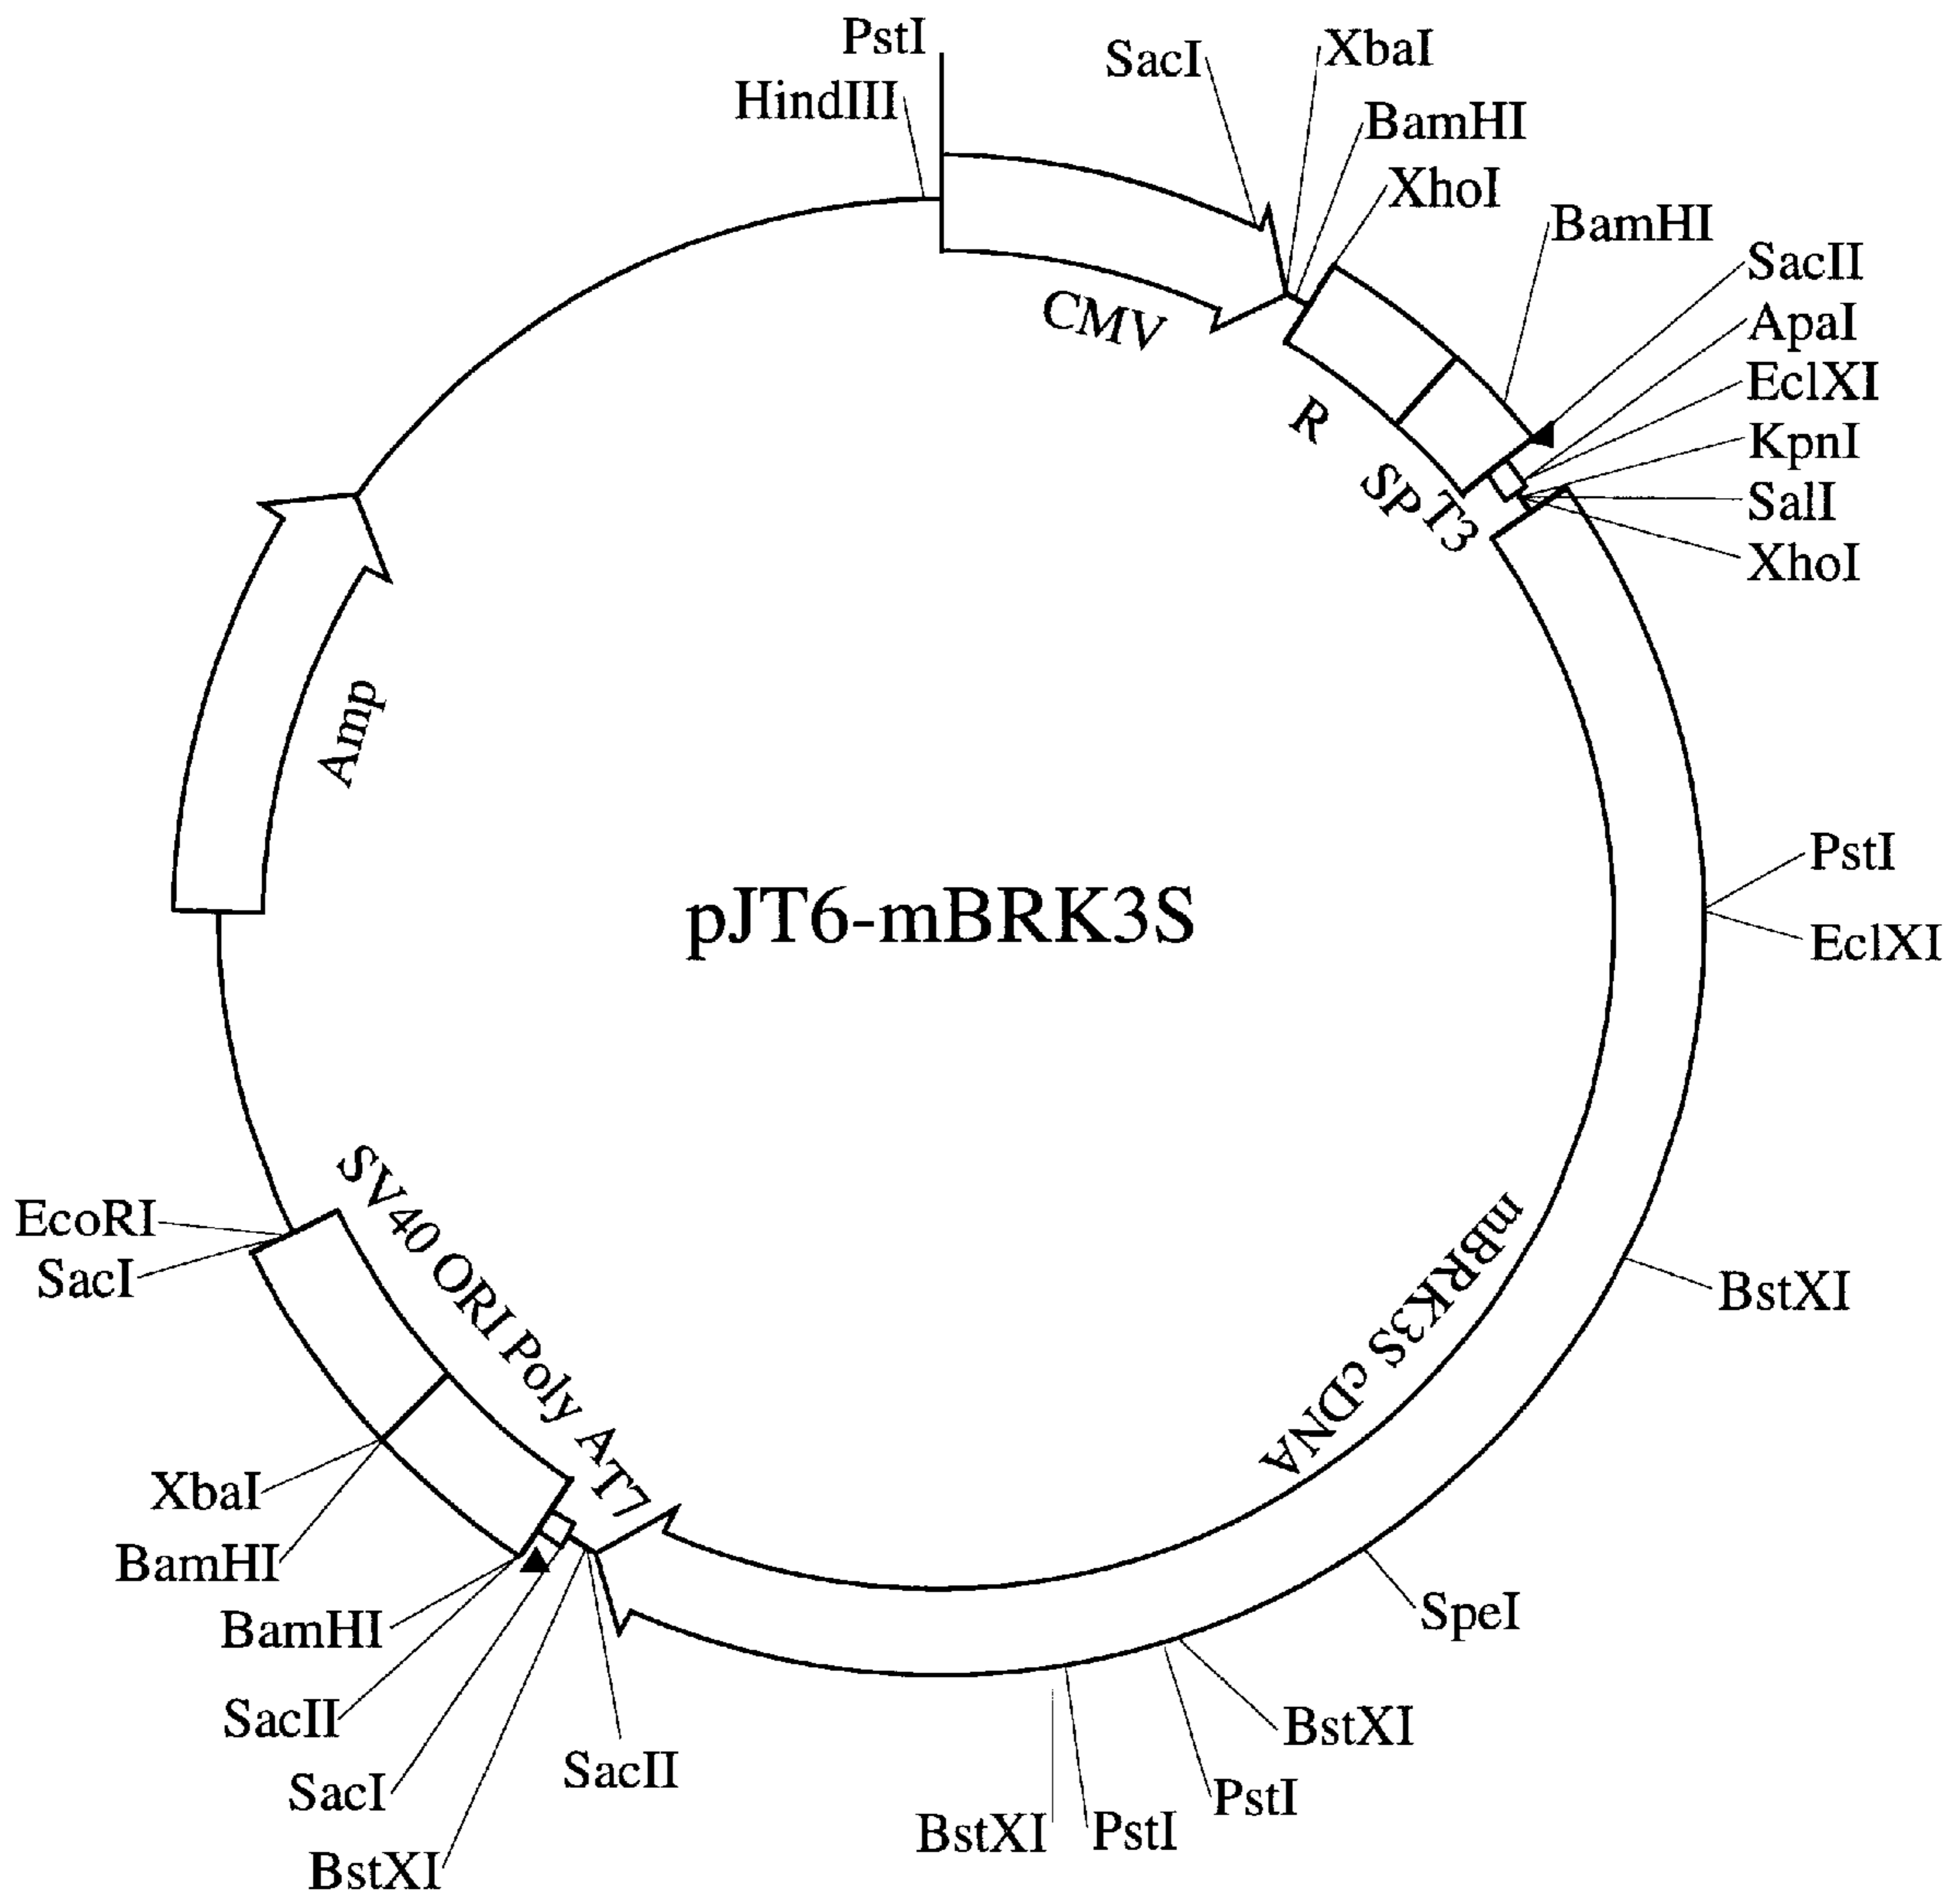 PstI
HindIII
SacI
XbaI
BamHI
XhoI
BamHI
SacII
ApaI
EclXI
KpnI
SalI
XhoI
CMV
R
SP
T3
Amp
pJT6-mBRK3S
PstI
EclXI
BstXI
mBRK3S cDNA
SpeI
BstXI
PstI
PstI
BstXI
SV40 ORI Poly A T7
EcoRI
SacI
XbaI
BamHI
BamHI
SacII
SacI
BstXI
SacII